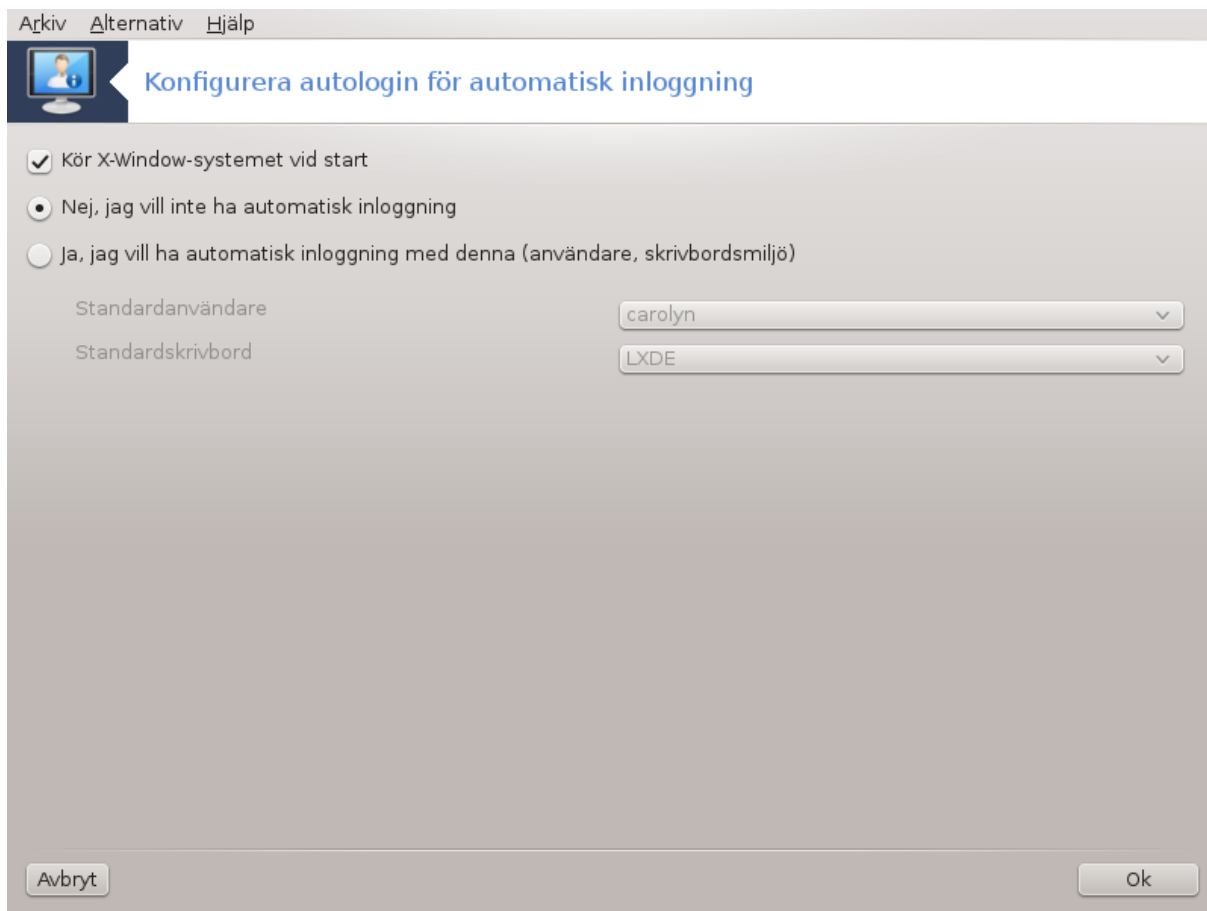 Arkiv Alternativ Hjälp
Konfigurera autologin för automatisk inloggning
Kör X-Window-systemet vid start
Nej, jag vill inte ha automatisk inloggning
Ja, jag vill ha automatisk inloggning med denna (användare, skrivbordsmiljö)
Standardanvändare carolyn
Standardskrivbord LXDE
Avbryt Ok